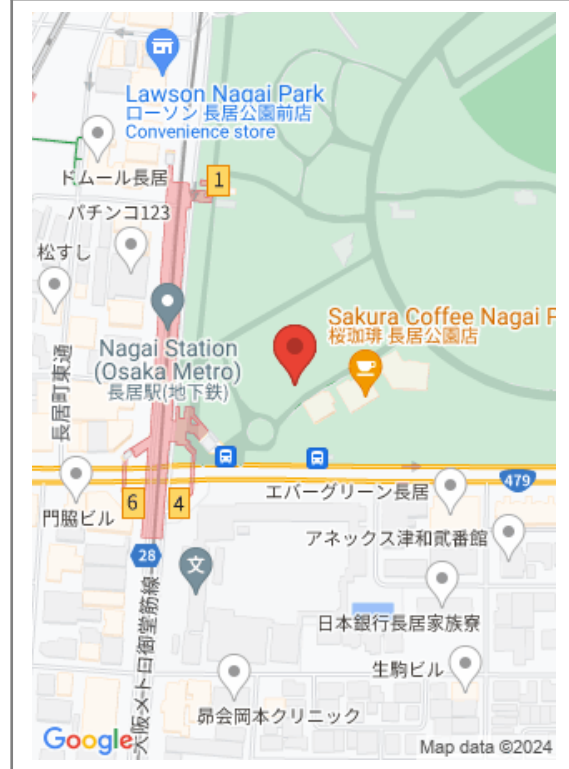 Lawson Nagai Park
ローソン 長居公園前店
Convenience store
ドムール長居
1
パチンコ123
松すし
Sakura Coffee Nagai P
桜珈琲 長居公園店
Nagai Station
(Osaka Metro)
長居駅(地下鉄)
長居町東通
479
エバーグリーン長居
6
4
門脇ビル
アネックス津和貮番館
28
文
日本銀行長居家族寮
大阪メトロ御堂筋線
生駒ビル
昴会岡本クリニック
Google
Map data ©2024